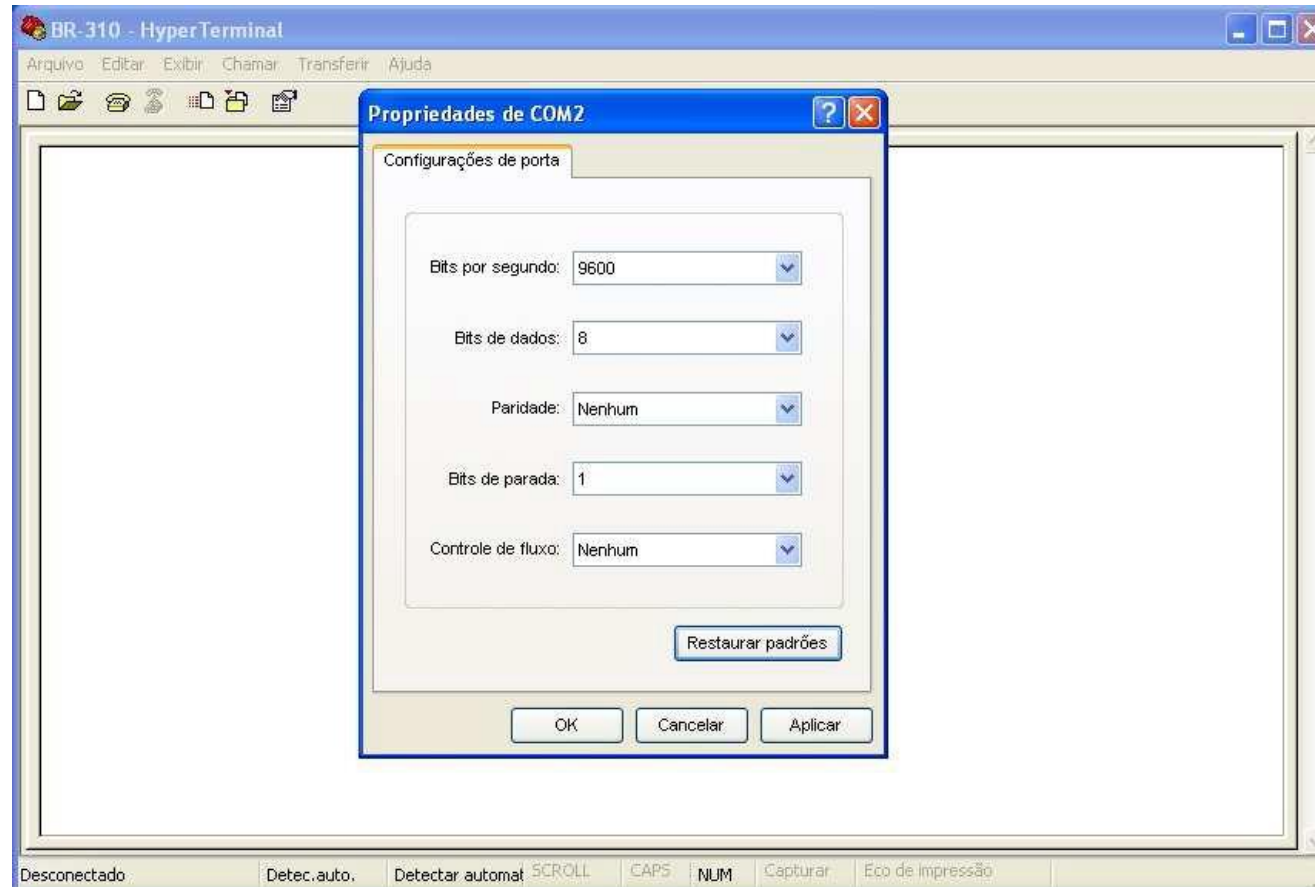 BR-310 - HyperTerminal
Arquivo Editar Exibir Chamar Transferir Ajuda
Propriedades de COM2
Configurações de porta
Bits por segundo: 9600
Bits de dados: 8
Paridade: Nenhum
Bits de parada: 1
Controle de fluxo: Nenhum
Restaurar padrões
OK Cancelar Aplicar
Desconectado Detec.auto. Detectar automat SCROLL CAPS NUM Capturar Eco de impressão